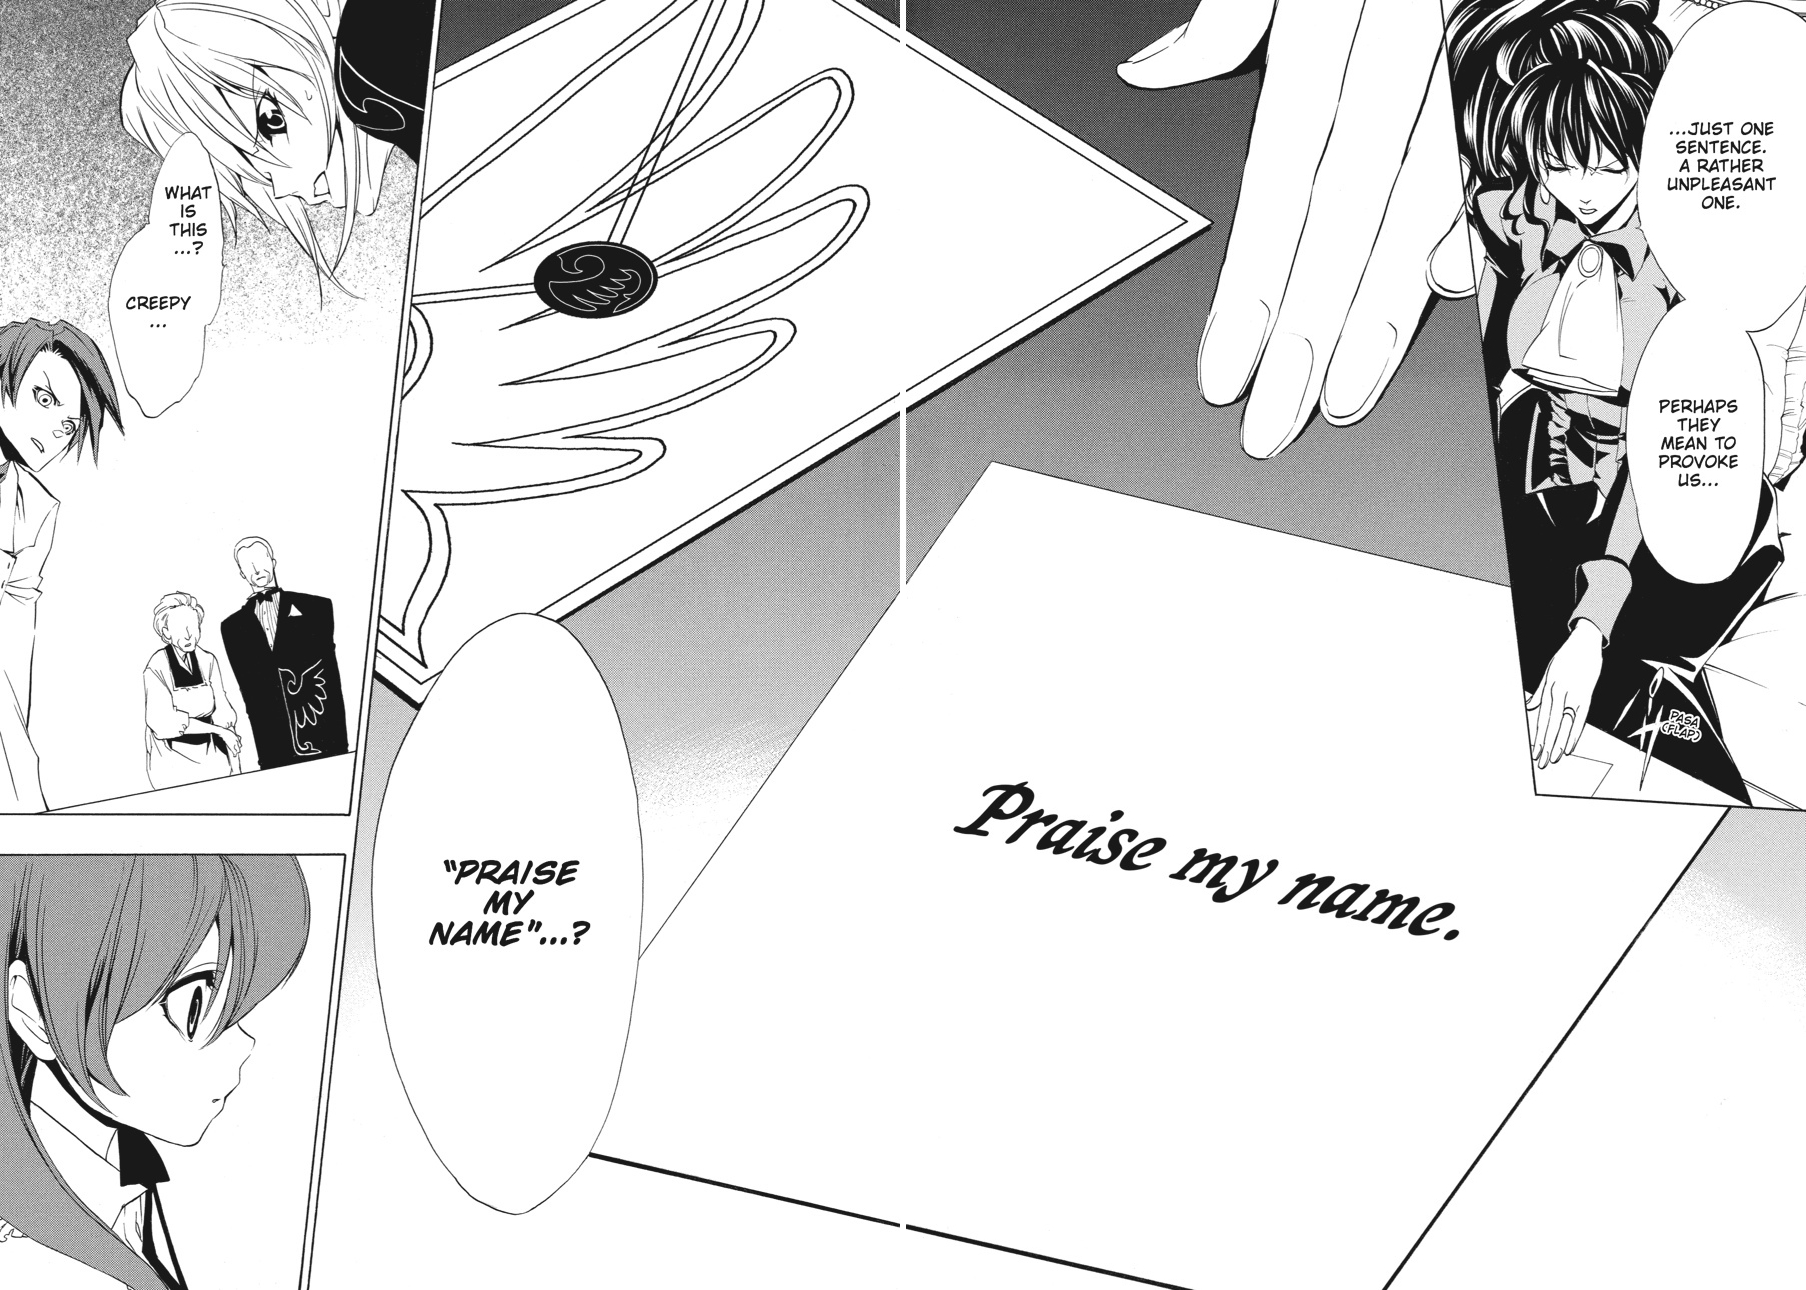 ...JUST ONE
SENTENCE.
A RATHER
UNPLEASANT
ONE.
PERHAPS
THEY
MEAN TO
PROVOKE
US...
PASA
(FLAP)
Praise my name.
"PRAISE
MY
NAME"...?
WHAT
IS
THIS
...?
CREEPY
...